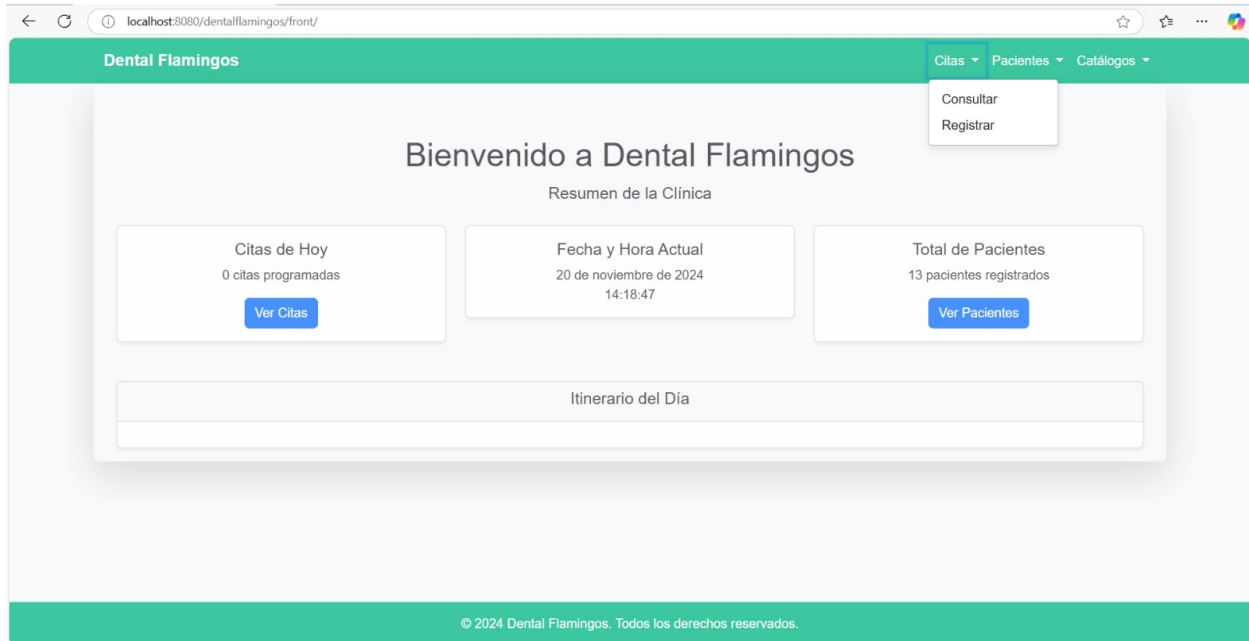 localhost:8080/dentalflamingos/front/
Dental Flamingos
Citas Pacientes Catálogos
Consultar
Registrar
Bienvenido a Dental Flamingos
Resumen de la Clínica
Citas de Hoy
0 citas programadas
Ver Citas
Fecha y Hora Actual
20 de noviembre de 2024
14:18:47
Total de Pacientes
13 pacientes registrados
Ver Pacientes
Itinerario del Día
© 2024 Dental Flamingos. Todos los derechos reservados.